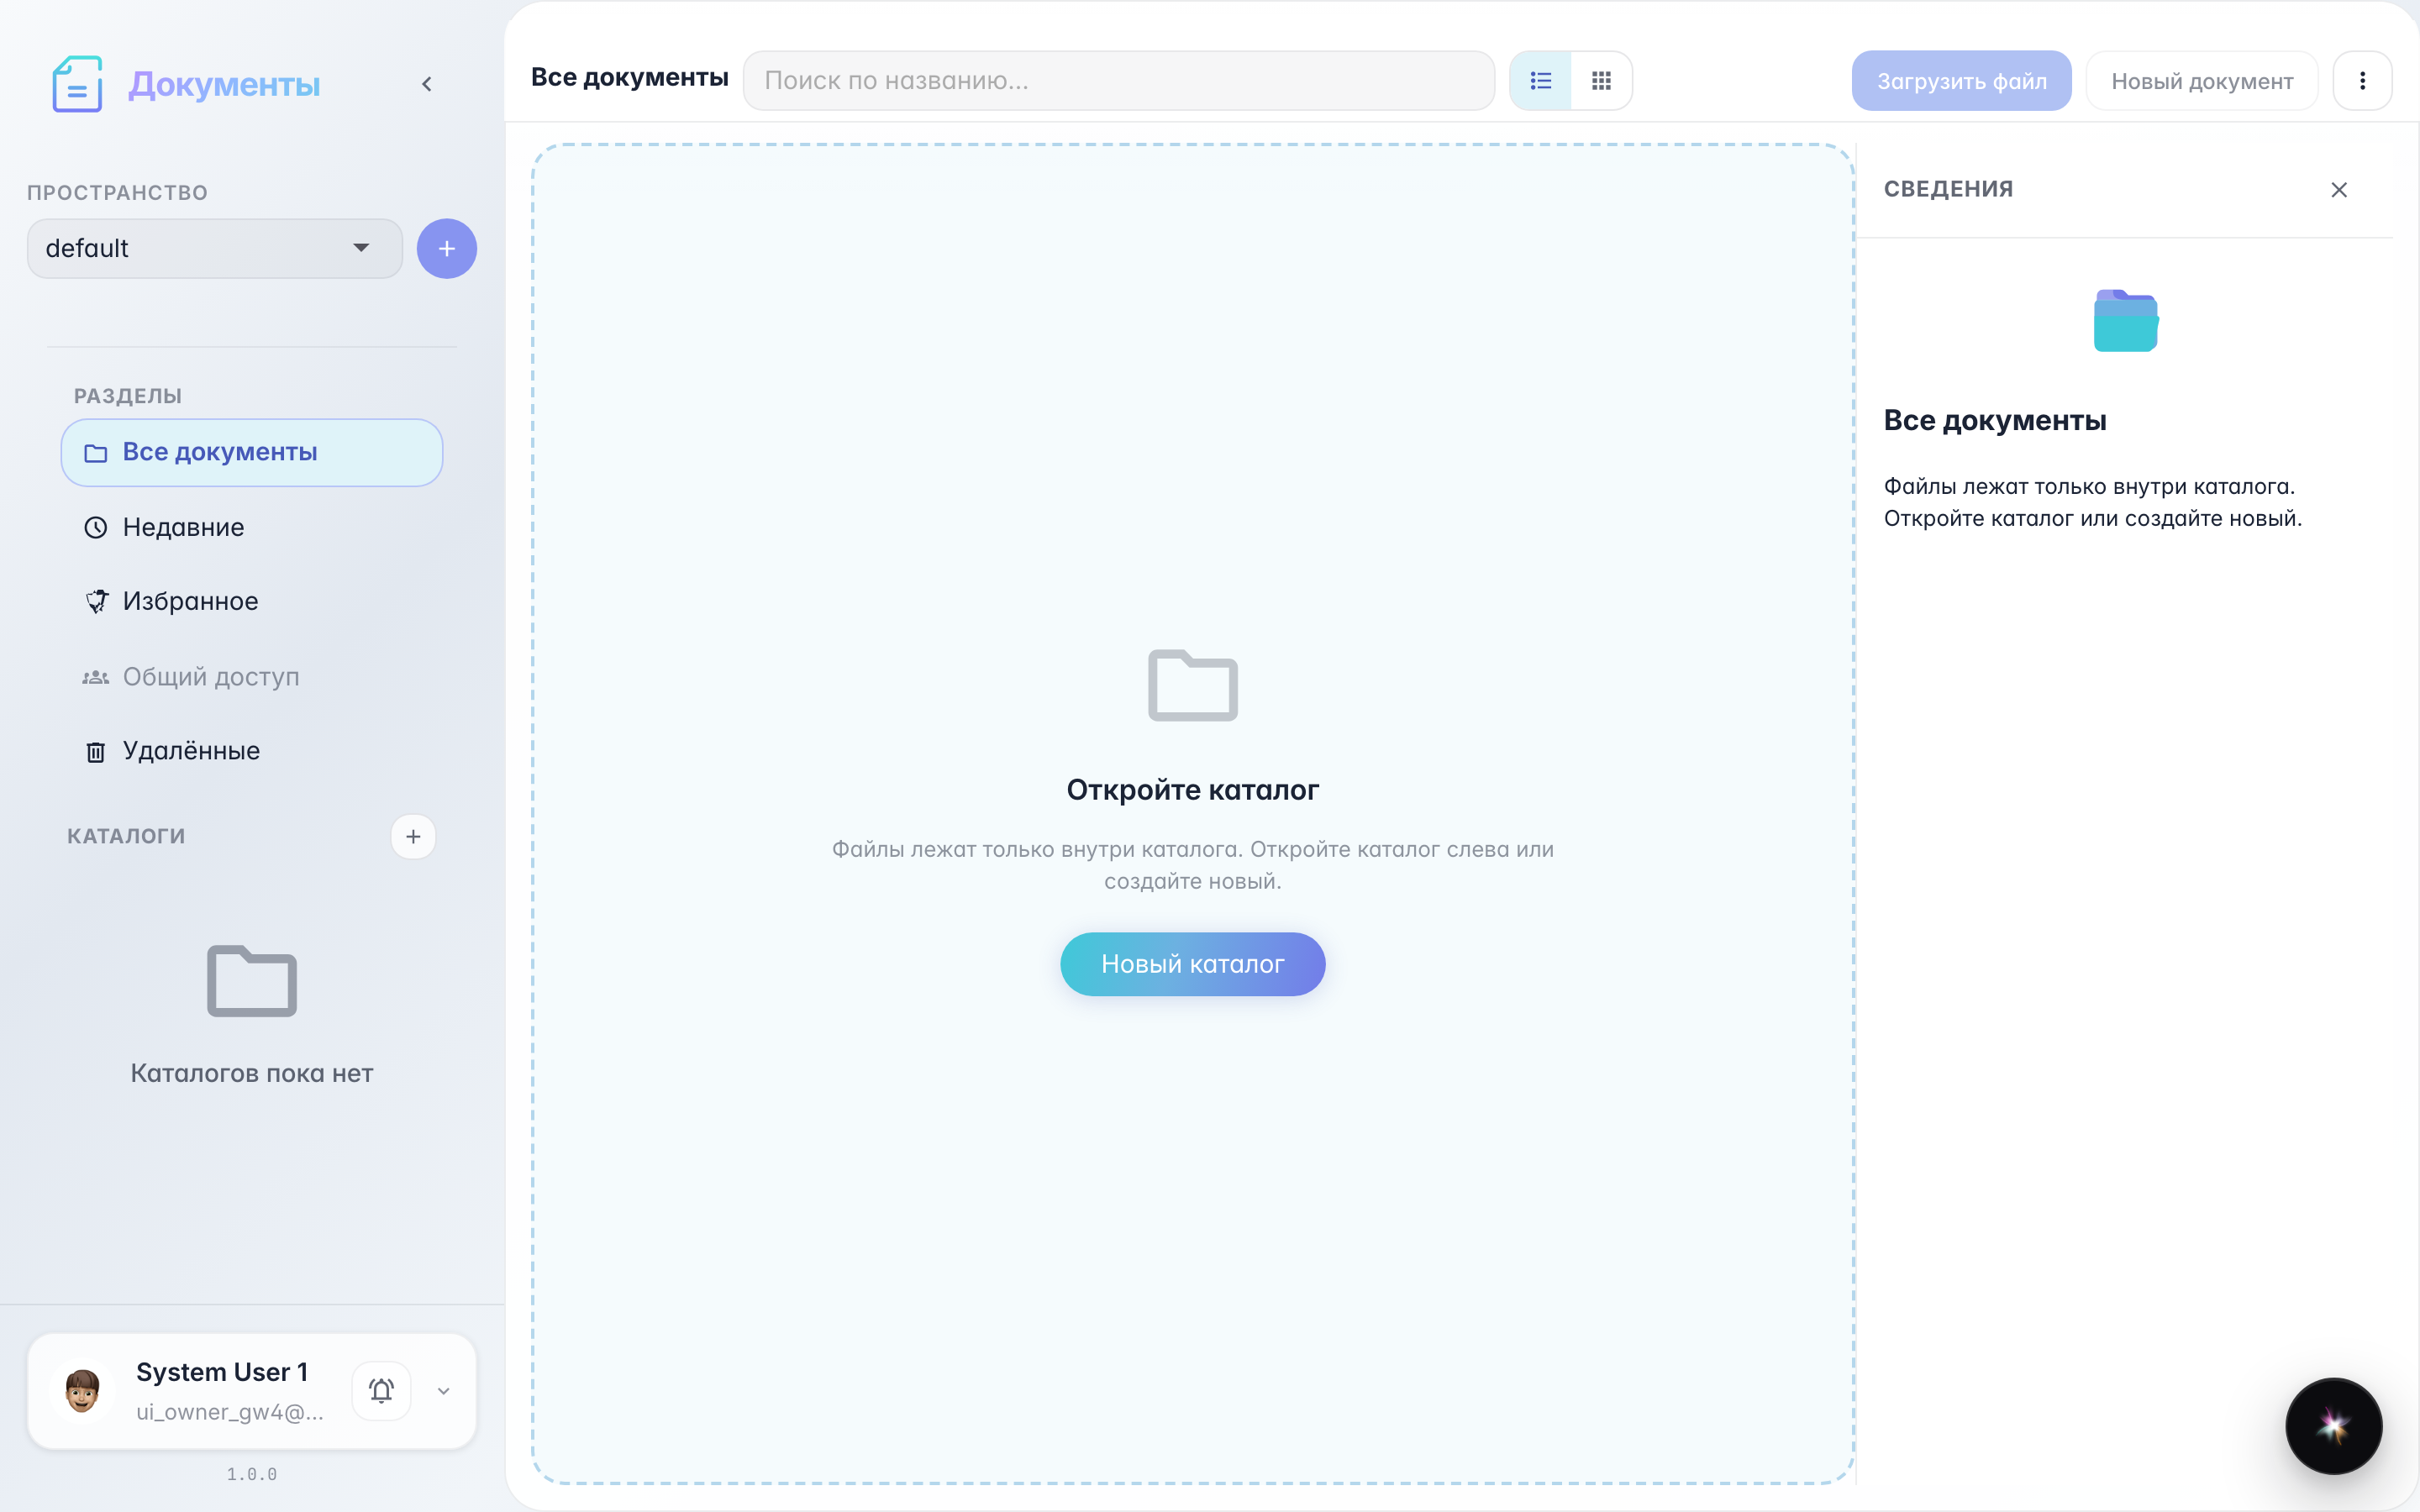 Документы
ПРОСТРАНСТВО
default
РАЗДЕЛЫ
Все документы
Недавние
Избранное
Общий доступ
Удалённые
КАТАЛОГИ
Каталогов пока нет
System User 1
ui_owner_gw4@...
1.0.0
Все документы
Поиск по названию...
Загрузить файл
Новый документ
Откройте каталог
Файлы лежат только внутри каталога. Откройте каталог слева или
создайте новый.
Новый каталог
СВЕДЕНИЯ
Все документы
Файлы лежат только внутри каталога.
Откройте каталог или создайте новый.